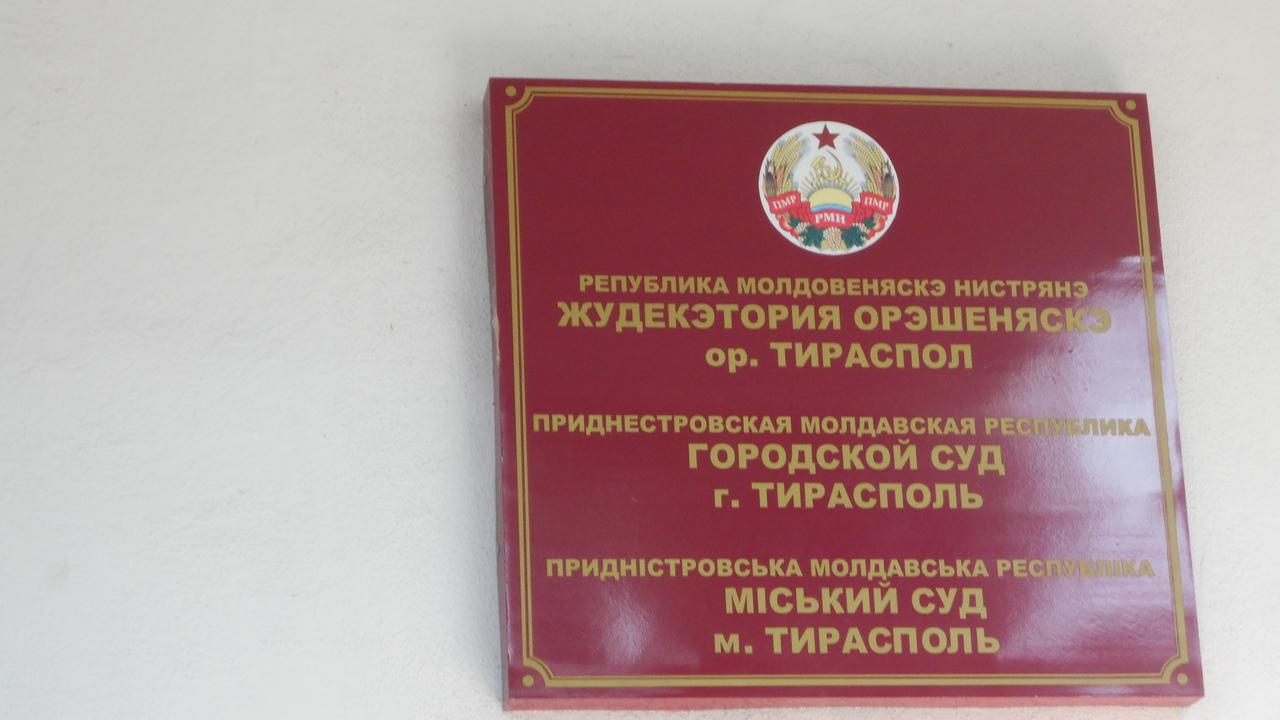 ПМР
ПМР
РМН
РЕПУБЛИКА МОЛДОВЕНЯСКЭ НИСТРЯНЭ
ЖУДЕКЭТОРИЯ ОРЭШЕНЯСКЭ
ор. ТИРАСПОЛ
ПРИДНЕСТРОВСКАЯ МОЛДАВСКАЯ РЕСПУБЛИКА
ГОРОДСКОЙ СУД
г. ТИРАСПОЛЬ
ПРИДНІСТРОВСЬКА МОЛДАВСЬКА РЕСПУБЛІКА
МІСЬКИЙ СУД
м. ТИРАСПОЛЬ